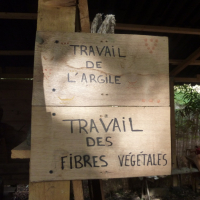 TRAVAIL
DE
L'ARGILE
TRAVAIL
DES
FIBRES VÉGÉTALES